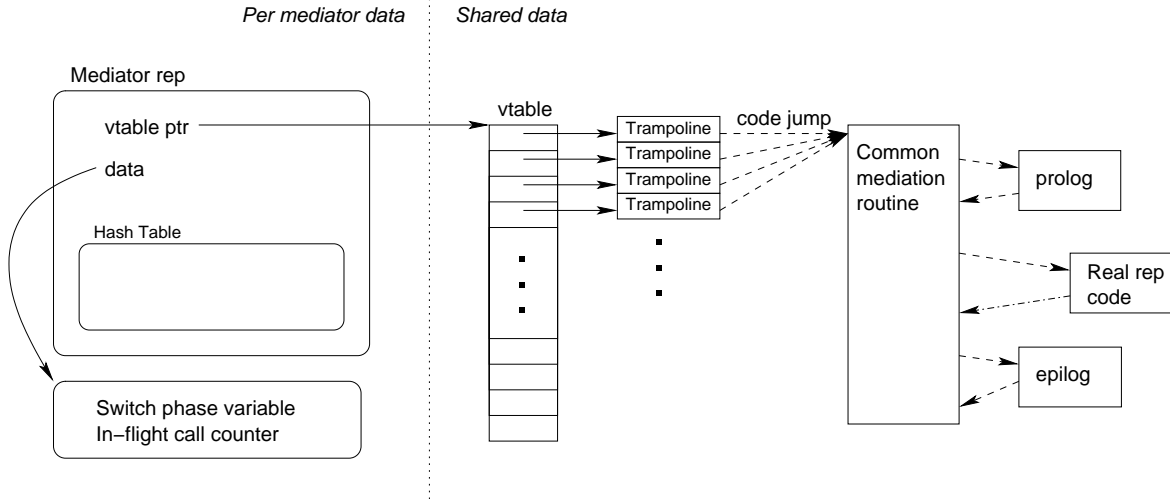 Per mediator data
Shared data
Mediator rep
vtable ptr
data
Hash Table
Switch phase variable
In−flight call counter
vtable
Trampoline
Trampoline
Trampoline
Trampoline
code jump
Common
mediation
routine
prolog
Real rep
code
epilog